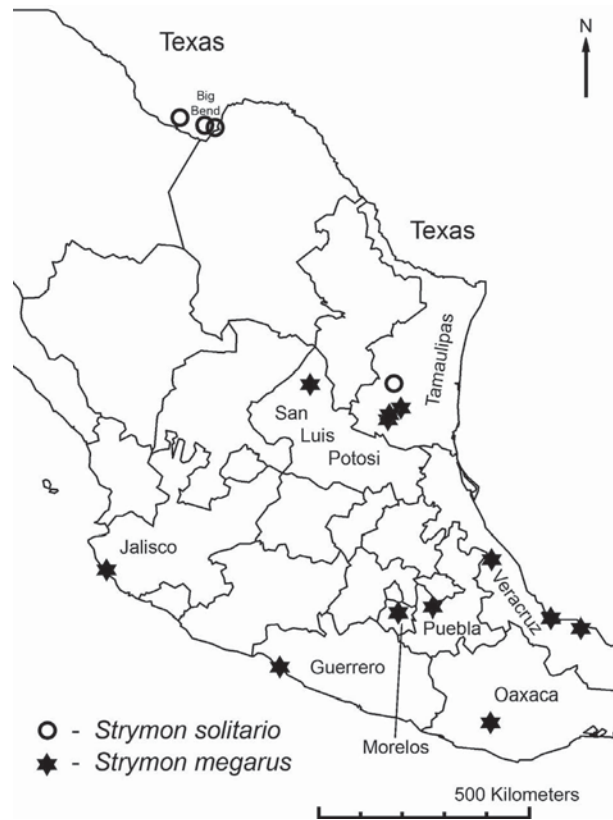 Texas
N
Big
Bend
Texas
Tamaulipas
San
Luis
Potosi
Jalisco
Veracruz
Puebla
Guerrero
Oaxaca
- Strymon solitario
Morelos
- Strymon megarus
500 Kilometers